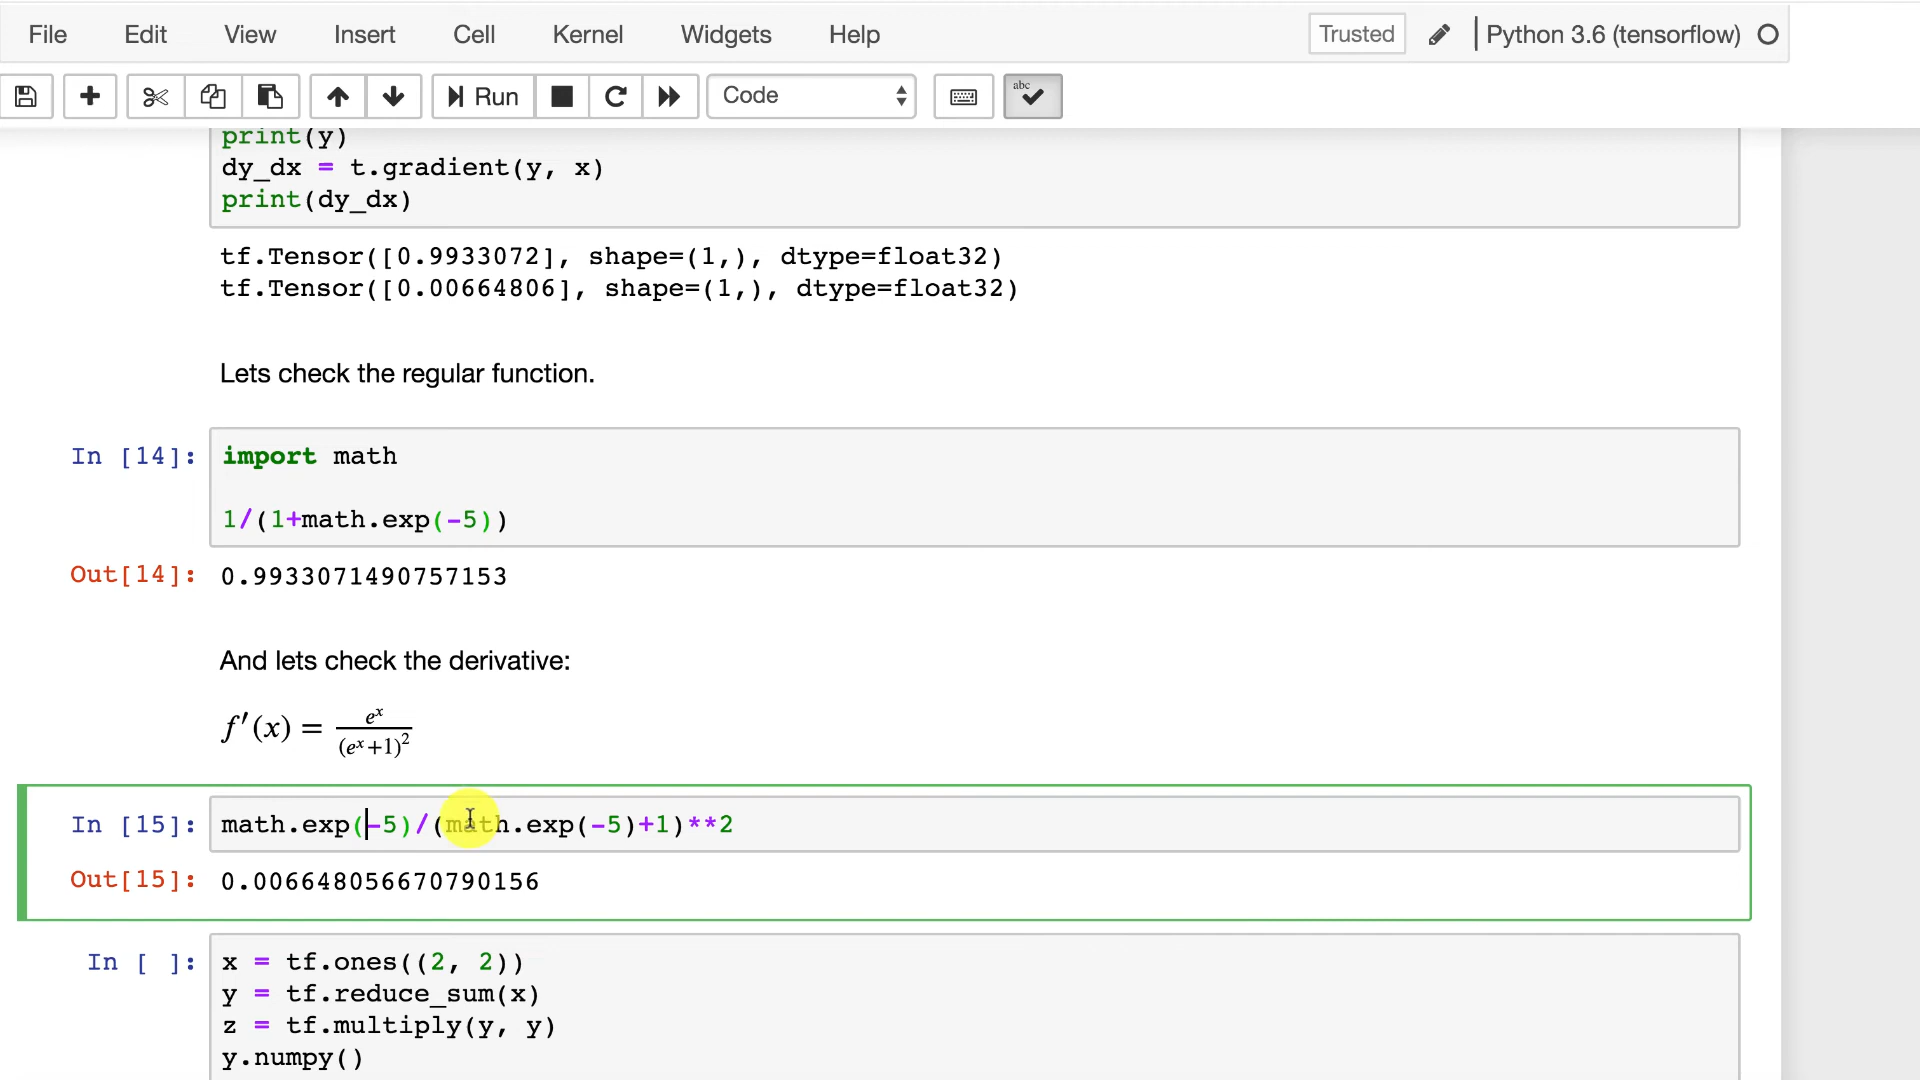 File Edit View Insert Cell Kernel Widgets Help Trusted Python 3.6 (tensorflow)
Run Code abc
print(y)
dy_dx = t.gradient(y, x)
print(dy_dx)
tf.Tensor([0.9933072], shape=(1,), dtype=float32)
tf.Tensor([0.00664806], shape=(1,), dtype=float32)
Lets check the regular function.
In [14]: import math
1/(1+math.exp(-5))
Out[14]: 0.9933071490757153
And lets check the derivative:
f′(x) = e^x / (e^x+1)^2
In [15]: math.exp(-5)/(math.exp(-5)+1)**2
Out[15]: 0.006648056670790156
In [ ]: x = tf.ones((2, 2))
y = tf.reduce_sum(x)
z = tf.multiply(y, y)
y.numpy()